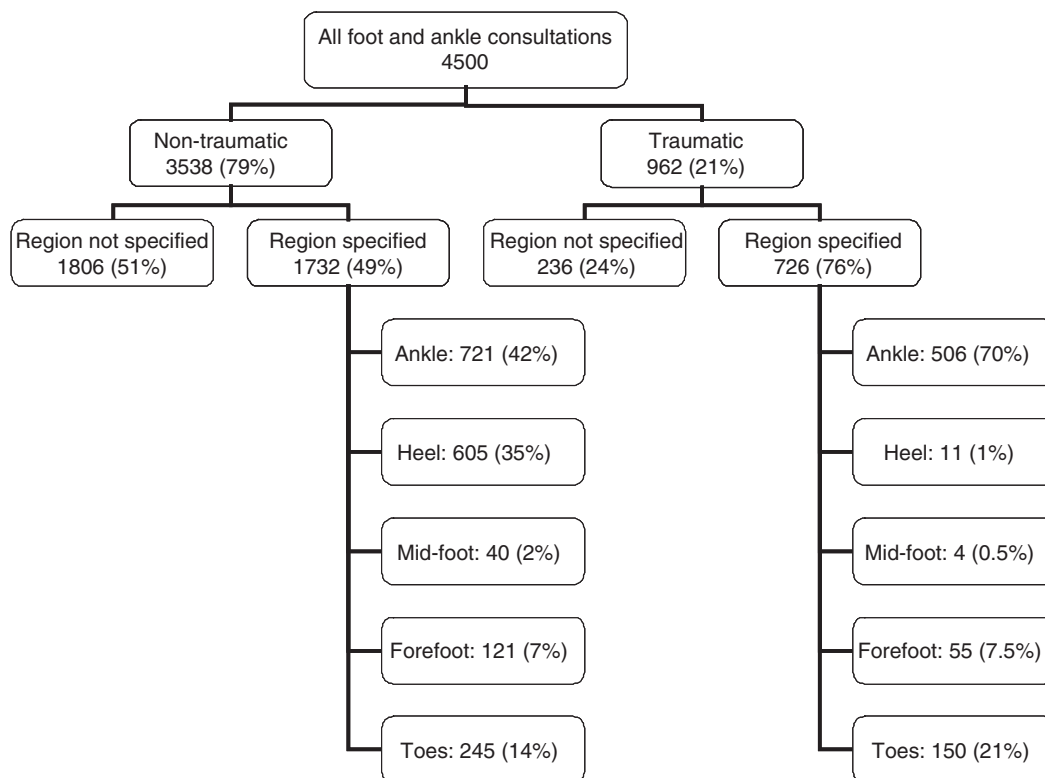 All foot and ankle consultations
4500
Non-traumatic
3538 (79%)
Traumatic
962 (21%)
Region not specified
1806 (51%)
Region specified
1732 (49%)
Region not specified
236 (24%)
Region specified
726 (76%)
Ankle: 721 (42%)
Heel: 605 (35%)
Mid-foot: 40 (2%)
Forefoot: 121 (7%)
Toes: 245 (14%)
Ankle: 506 (70%)
Heel: 11 (1%)
Mid-foot: 4 (0.5%)
Forefoot: 55 (7.5%)
Toes: 150 (21%)